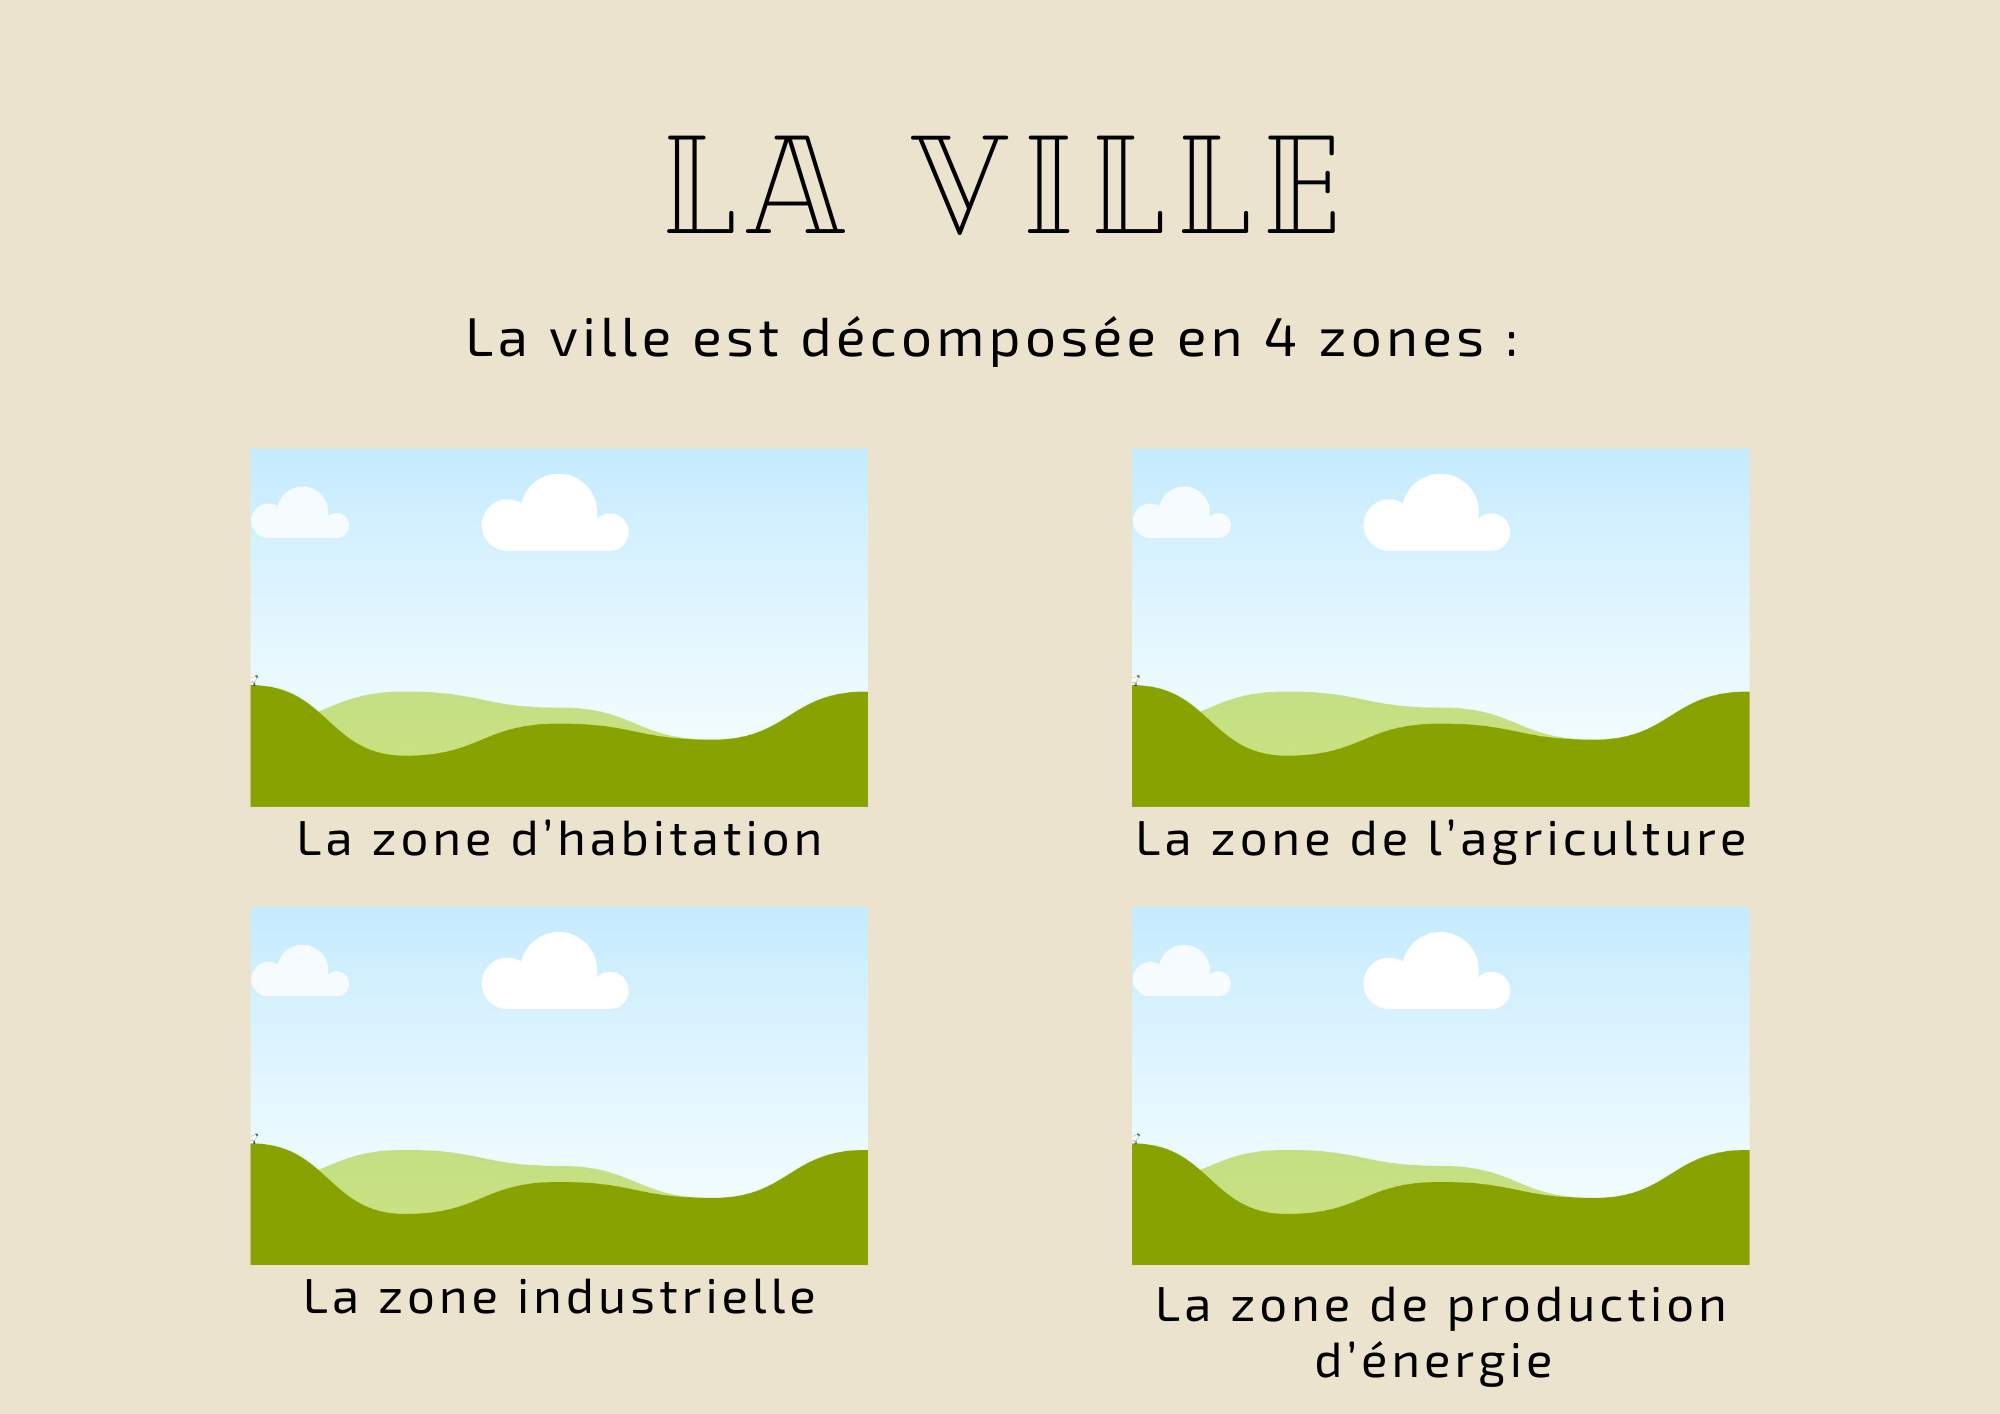 LA VILLE
La ville est décomposée en 4 zones :
La zone d’habitation
La zone de l’agriculture
La zone industrielle
La zone de production
d’énergie